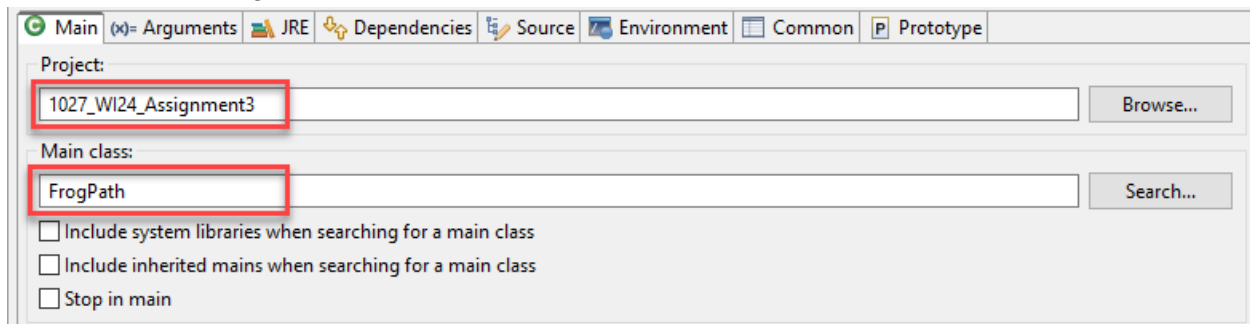 Main (x)= Arguments JRE Dependencies Source Environment Common P Prototype
Project:
1027_WI24_Assignment3 Browse...
Main class:
FrogPath Search...
Include system libraries when searching for a main class
Include inherited mains when searching for a main class
Stop in main